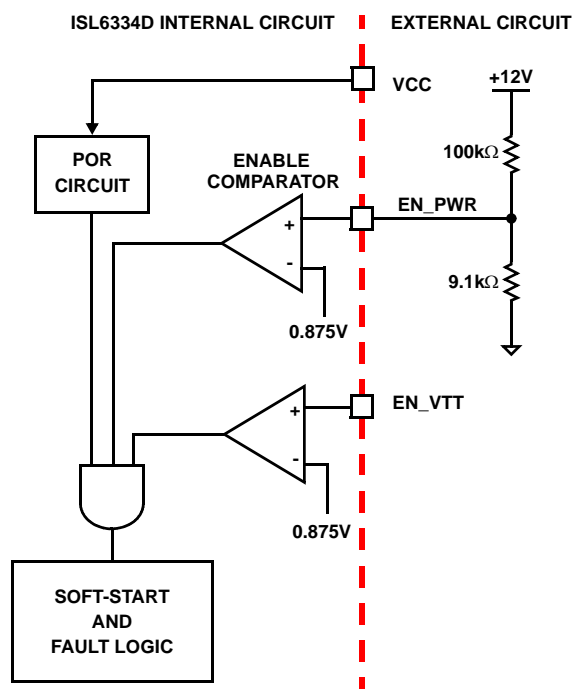 ISL6334D INTERNAL CIRCUIT
EXTERNAL CIRCUIT
VCC
+12V
POR
CIRCUIT
100kΩ
ENABLE
COMPARATOR
EN_PWR
+
-
9.1kΩ
0.875V
EN_VTT
+
-
0.875V
SOFT-START
AND
FAULT LOGIC